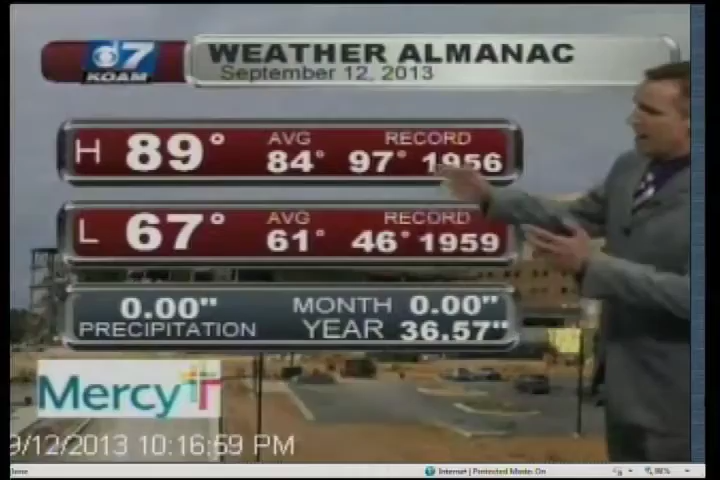 7
KOAM
WEATHER ALMANAC
September 12, 2013
H 89° AVG 84° RECORD 97° 1956
L 67° AVG 61° RECORD 46° 1959
0.00" PRECIPITATION
MONTH 0.00"
YEAR 36.57"
Mercy
9/12/2013 10:16:59 PM
Internet | Protected Mode: On